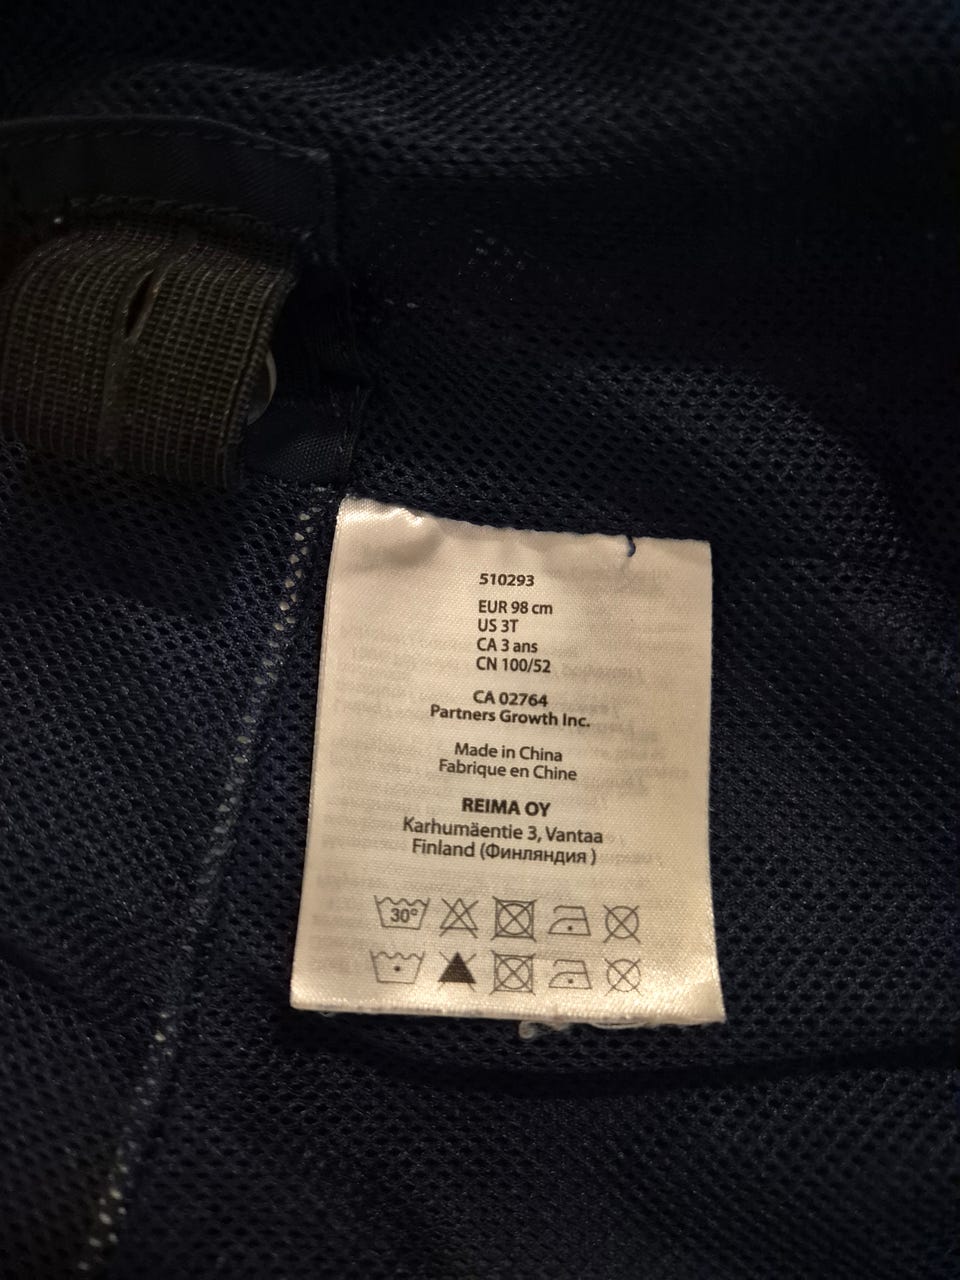 510293
EUR 98 cm
US 3T
CA 3 ans
CN 100/52
CA 02764
Partners Growth Inc.
Made in China
Fabrique en Chine
REIMA OY
Karhumäentie 3, Vantaa
Finland (Финляндия )
30°